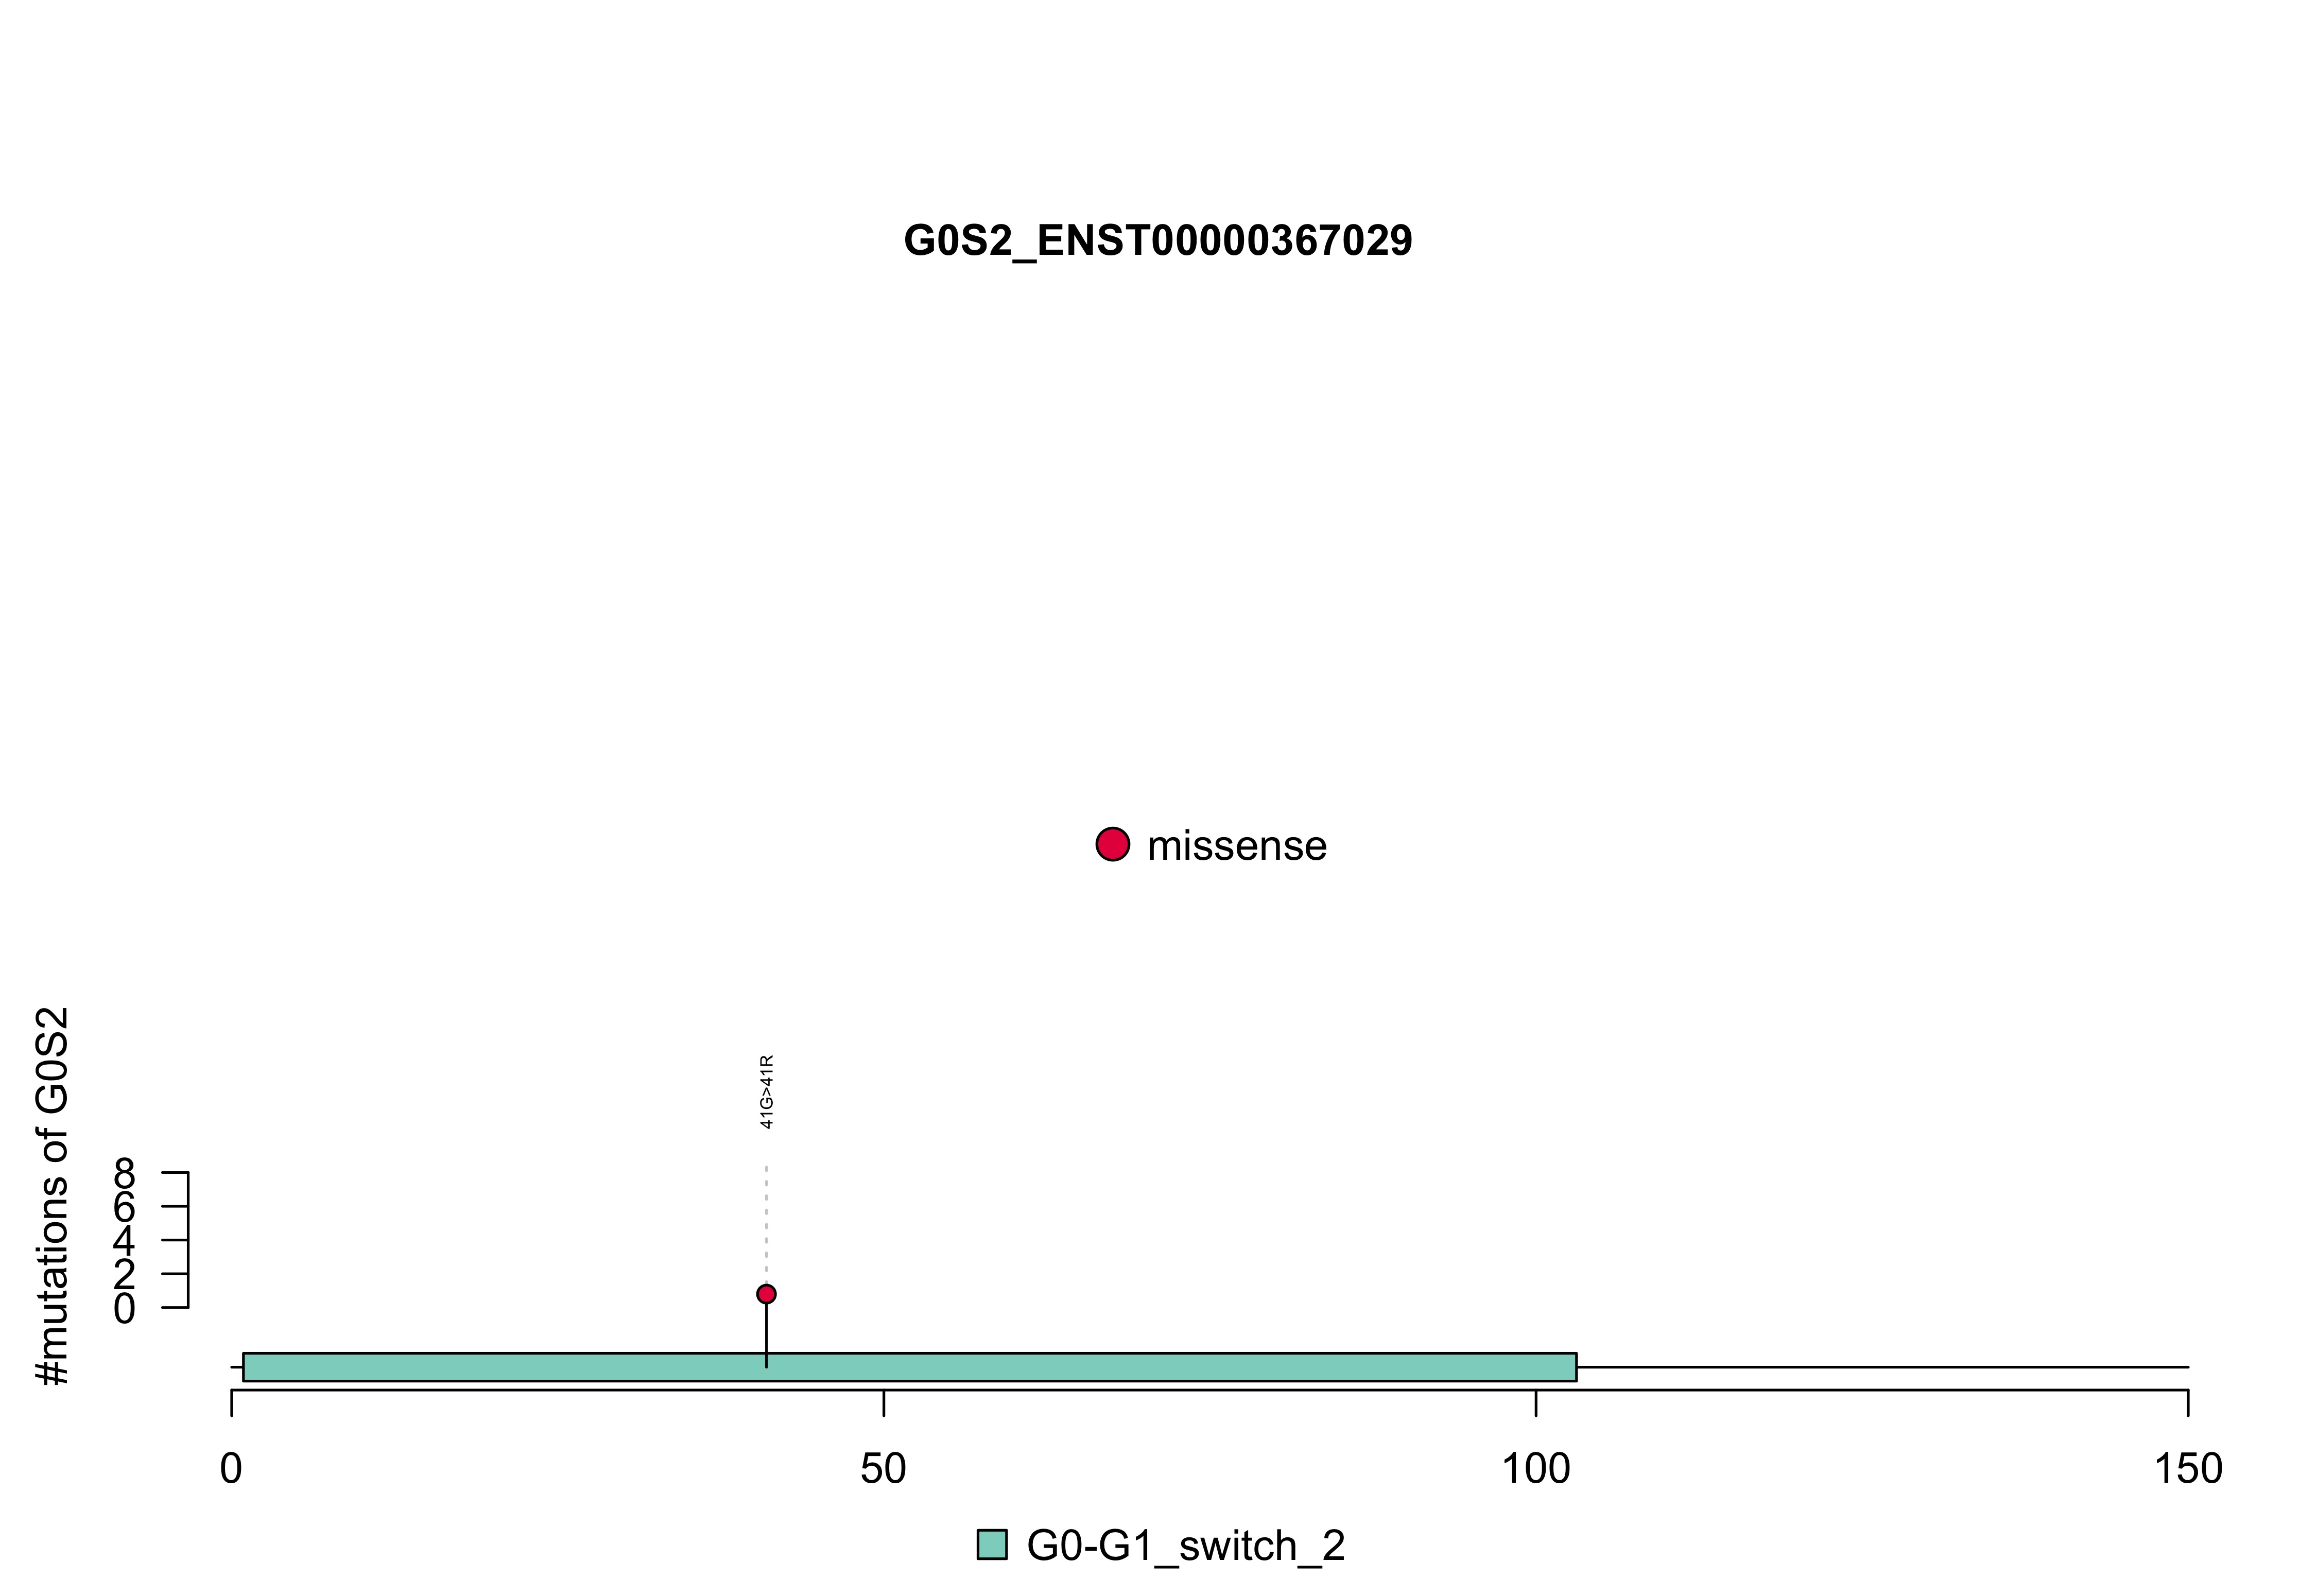 G0S2_ENST00000367029
missense
#mutations of G0S2
41G>41R
8
6
4
2
0
0 50 100 150
G0-G1_switch_2